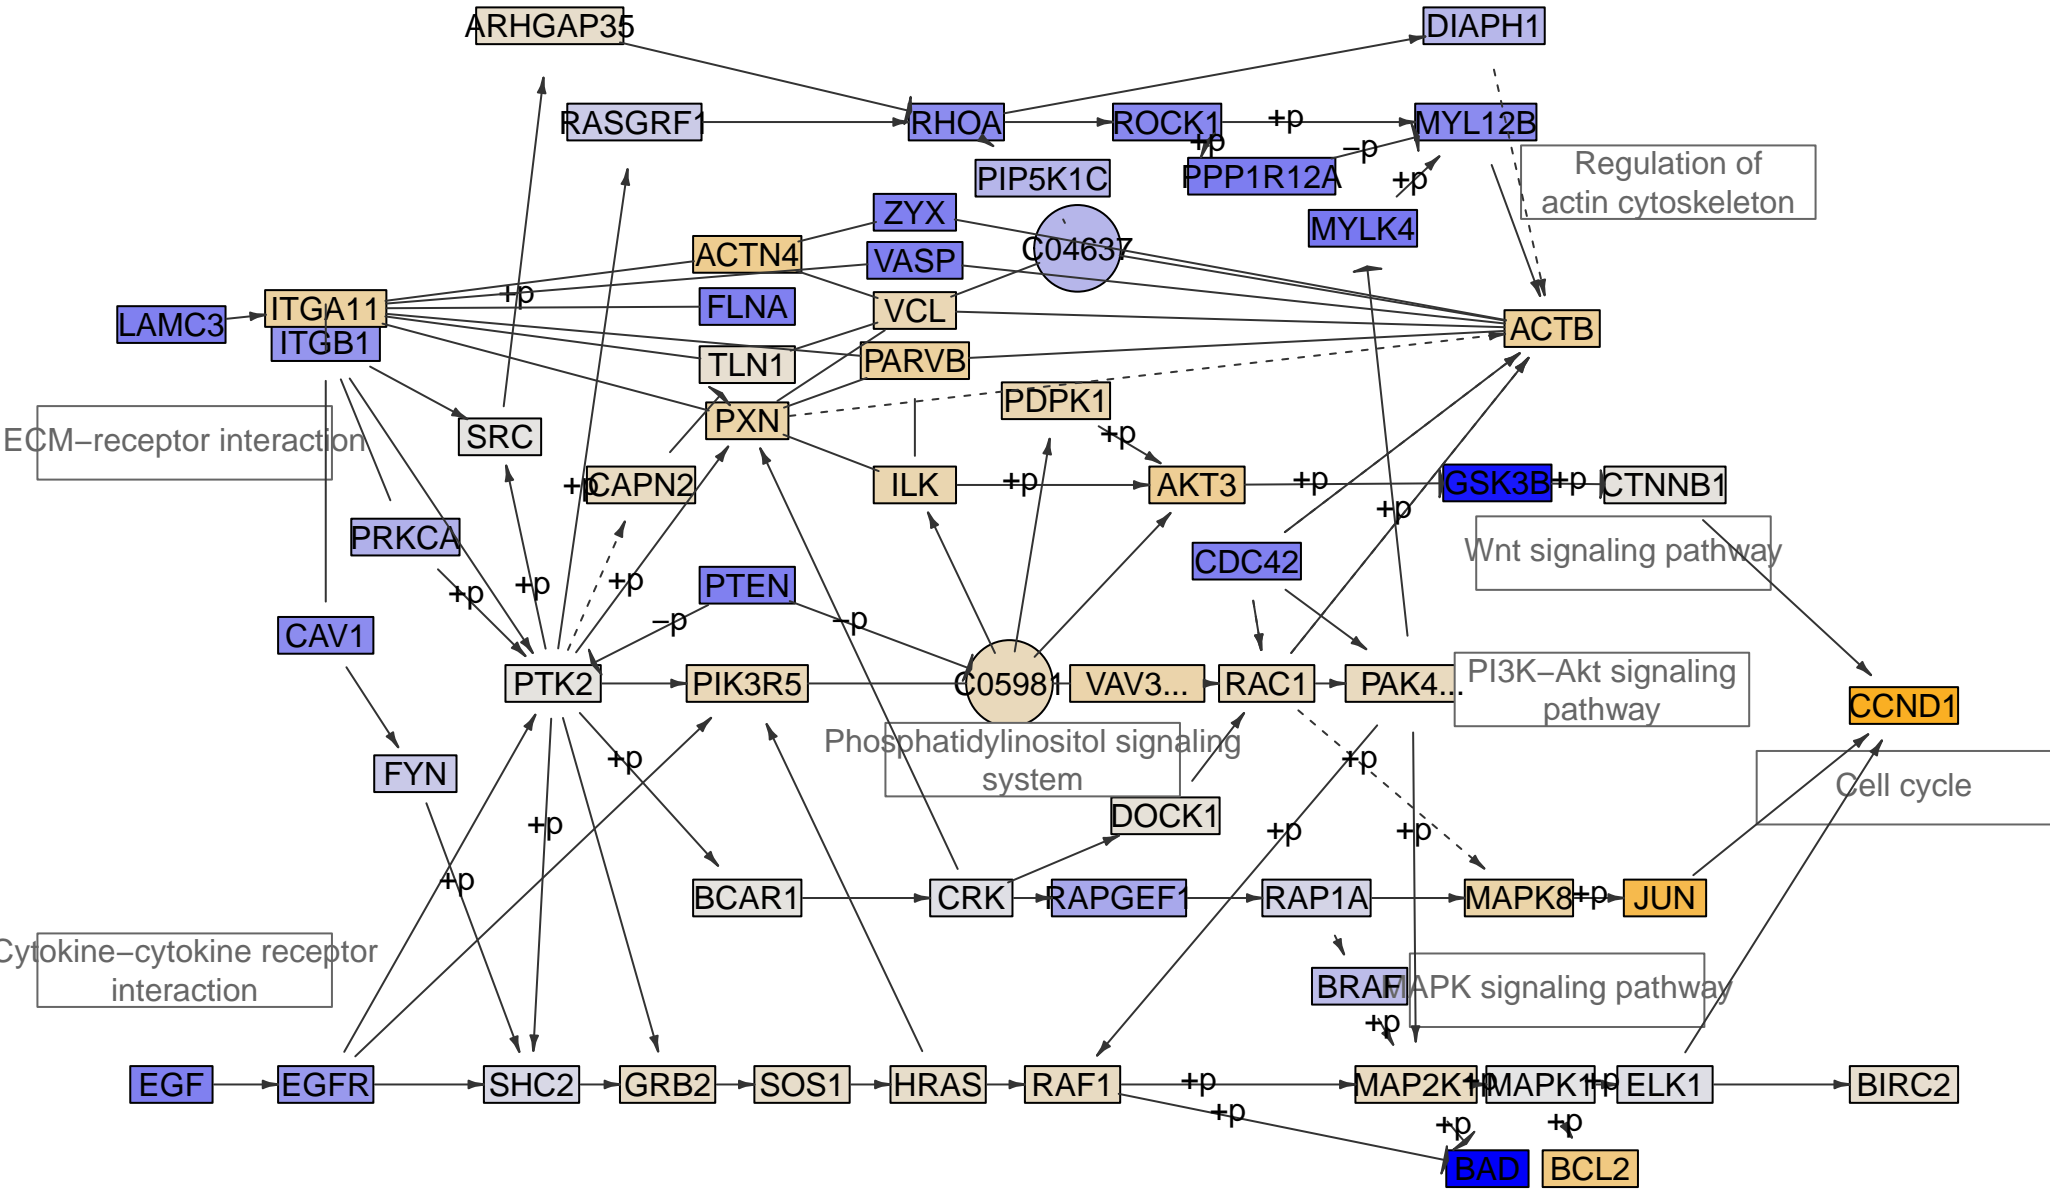 ARHGAP35
DIAPH1
RASGRF1
RHOA
ROCK1
+p
MYL12B
+p
−p
PIP5K1C
PPP1R12A
+p
Regulation of
actin cytoskeleton
ZYX
MYLK4
ACTN4
VASP
C04637
+p
ITGA11
FLNA
VCL
LAMC3
ITGB1
ACTB
TLN1
PARVB
PDPK1
PXN
+p
ECM−receptor interaction
SRC
+p
CAPN2
ILK
+p
AKT3
+p
GSK3B
+p
CTNNB1
+p
PRKCA
Wnt signaling pathway
CDC42
+p
+p
+p
PTEN
−p
−p
CAV1
PTK2
PIK3R5
C05981
VAV3...
RAC1
PAK4...
PI3K−Akt signaling
pathway
CCND1
Phosphatidylinositol signaling
system
+p
+p
FYN
Cell cycle
DOCK1
+p
+p
+p
+p
BCAR1
CRK
RAPGEF1
RAP1A
MAPK8
+p
JUN
Cytokine−cytokine receptor
interaction
BRAF
MAPK signaling pathway
+p
EGF
EGFR
SHC2
GRB2
SOS1
HRAS
RAF1
+p
MAP2K1
+p
MAPK1
+p
ELK1
BIRC2
+p
+p
+p
BAD
BCL2